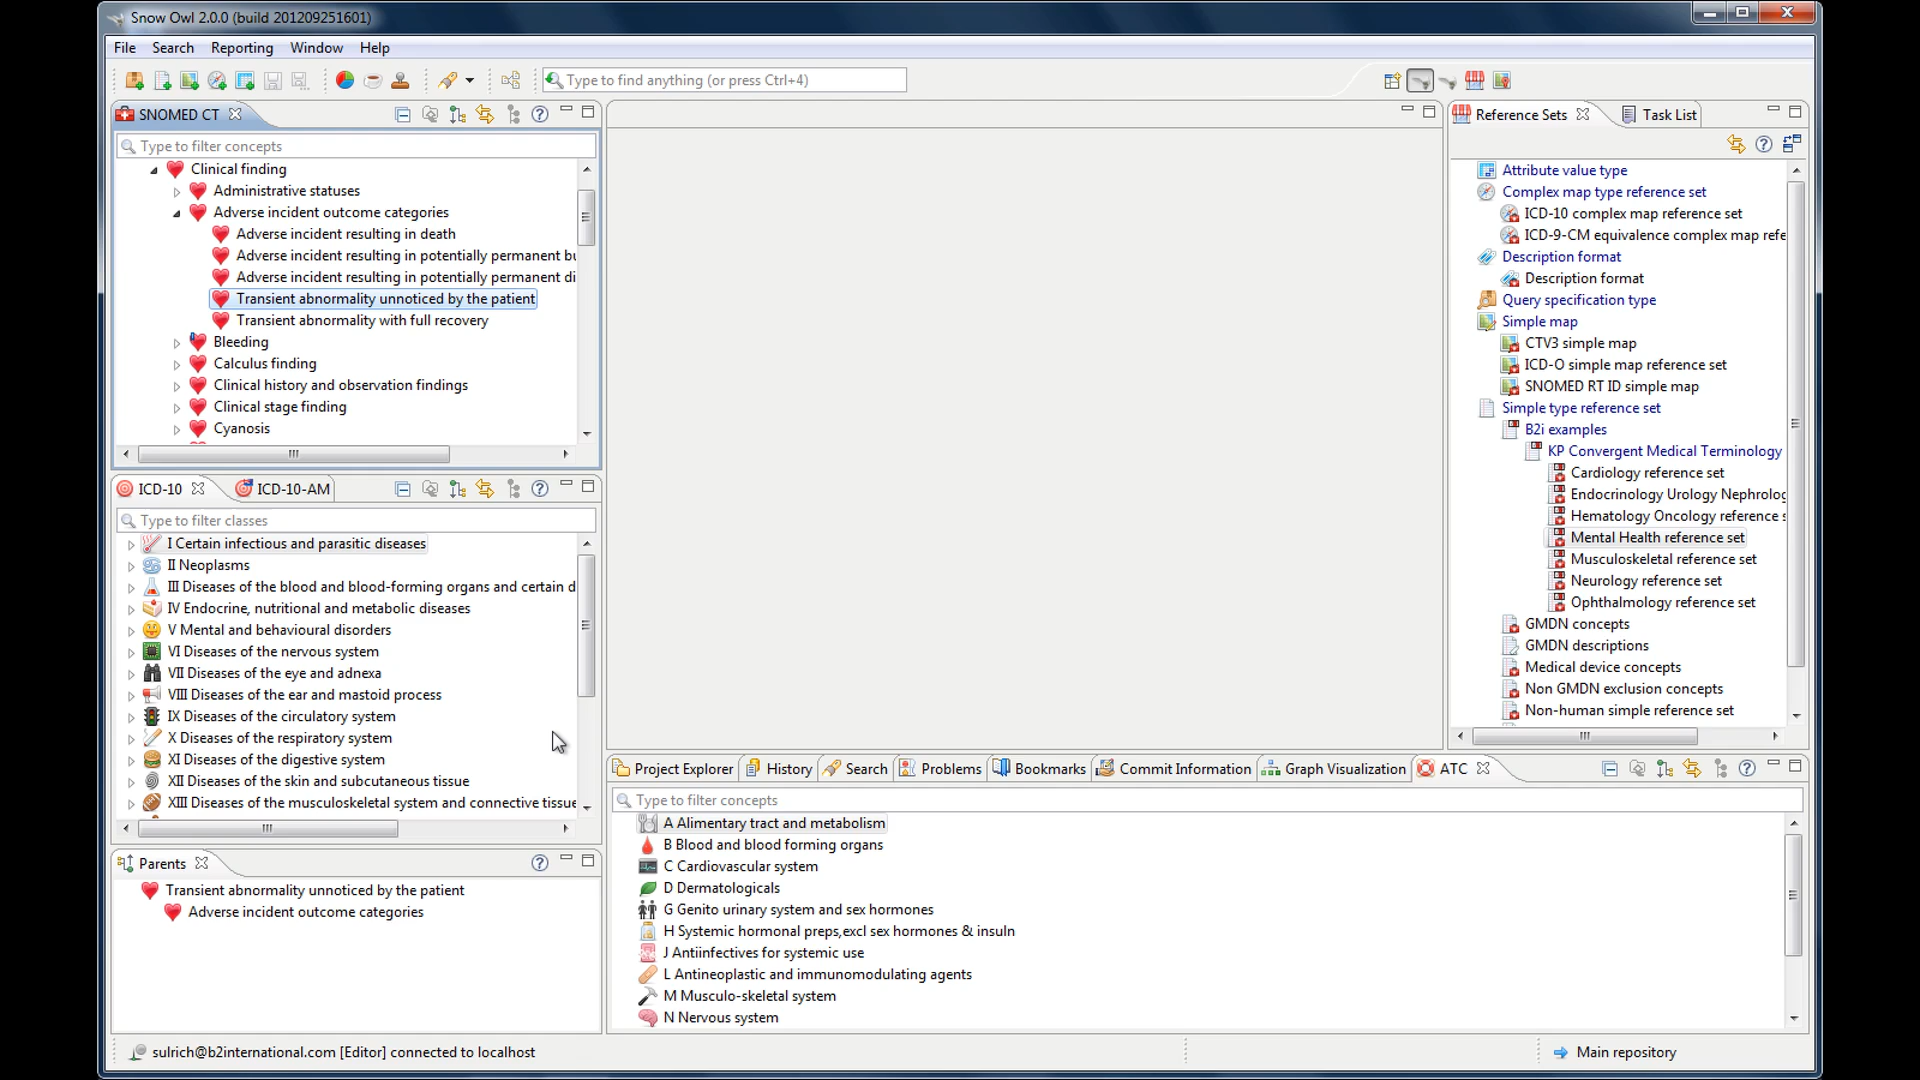 Snow Owl 2.0.0 (build 201209251601)
File Search Reporting Window Help
Type to find anything (or press Ctrl+4)
SNOMED CT
Type to filter concepts
Clinical finding
Administrative statuses
Adverse incident outcome categories
Adverse incident resulting in death
Adverse incident resulting in potentially permanent bu
Adverse incident resulting in potentially permanent di
Transient abnormality unnoticed by the patient
Transient abnormality with full recovery
Bleeding
Calculus finding
Clinical history and observation findings
Clinical stage finding
Cyanosis
ICD-10 ICD-10-AM
Type to filter classes
I Certain infectious and parasitic diseases
II Neoplasms
III Diseases of the blood and blood-forming organs and certain d
IV Endocrine, nutritional and metabolic diseases
V Mental and behavioural disorders
VI Diseases of the nervous system
VII Diseases of the eye and adnexa
VIII Diseases of the ear and mastoid process
IX Diseases of the circulatory system
X Diseases of the respiratory system
XI Diseases of the digestive system
XII Diseases of the skin and subcutaneous tissue
XIII Diseases of the musculoskeletal system and connective tissue
Parents
Transient abnormality unnoticed by the patient
Adverse incident outcome categories
Reference Sets Task List
Attribute value type
Complex map type reference set
ICD-10 complex map reference set
ICD-9-CM equivalence complex map refe
Description format
Description format
Query specification type
Simple map
CTV3 simple map
ICD-O simple map reference set
SNOMED RT ID simple map
Simple type reference set
B2i examples
KP Convergent Medical Terminology
Cardiology reference set
Endocrinology Urology Nephrolog
Hematology Oncology reference s
Mental Health reference set
Musculoskeletal reference set
Neurology reference set
Ophthalmology reference set
GMDN concepts
GMDN descriptions
Medical device concepts
Non GMDN exclusion concepts
Non-human simple reference set
Project Explorer History Search Problems Bookmarks Commit Information Graph Visualization ATC
Type to filter concepts
A Alimentary tract and metabolism
B Blood and blood forming organs
C Cardiovascular system
D Dermatologicals
G Genito urinary system and sex hormones
H Systemic hormonal preps,excl sex hormones & insuln
J Antiinfectives for systemic use
L Antineoplastic and immunomodulating agents
M Musculo-skeletal system
N Nervous system
sulrich@b2international.com [Editor] connected to localhost
Main repository